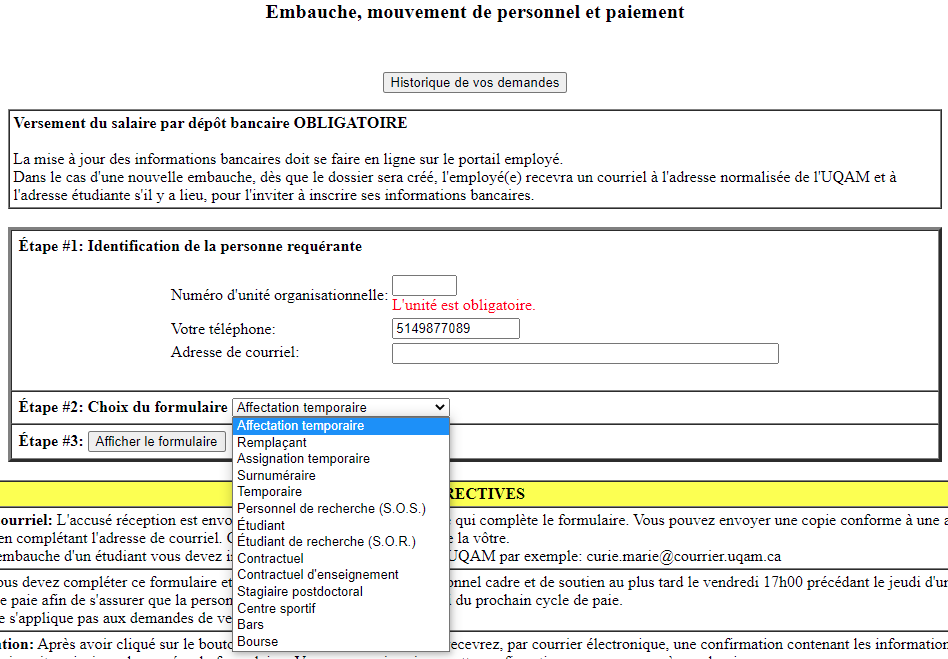 Embauche, mouvement de personnel et paiement
Historique de vos demandes
Versement du salaire par dépôt bancaire OBLIGATOIRE
La mise à jour des informations bancaires doit se faire en ligne sur le portail employé.
Dans le cas d'une nouvelle embauche, dès que le dossier sera créé, l'employé(e) recevra un courriel à l'adresse normalisée de l'UQAM et à
l'adresse étudiante s'il y a lieu, pour l'inviter à inscrire ses informations bancaires.
Étape #1: Identification de la personne requérante
Numéro d'unité organisationnelle:
L'unité est obligatoire.
Votre téléphone: 5149877089
Adresse de courriel:
Étape #2: Choix du formulaire Affectation temporaire
Étape #3: Afficher le formulaire
Affectation temporaire
Remplaçant
Assignation temporaire
Surnuméraire
Temporaire
Personnel de recherche (S.O.S.)
Étudiant
Étudiant de recherche (S.O.R.)
Contractuel
Contractuel d'enseignement
Stagiaire postdoctoral
Centre sportif
Bars
Bourse
RECTIVES
ourriel: L'accusé réception est envo qui complète le formulaire. Vous pouvez envoyer une copie conforme à une a
en complétant l'adresse de courriel. la vôtre.
embauche d'un étudiant vous devez UQAM par exemple: curie.marie@courrier.uqam.ca
ous devez compléter ce formulaire et onnel cadre et de soutien au plus tard le vendredi 17h00 précédant le jeudi d'un
e paie afin de s'assurer que la person du prochain cycle de paie.
e s'applique pas aux demandes de ve
tion: Après avoir cliqué sur le bouto ecevrez, par courrier électronique, une confirmation contenant les information